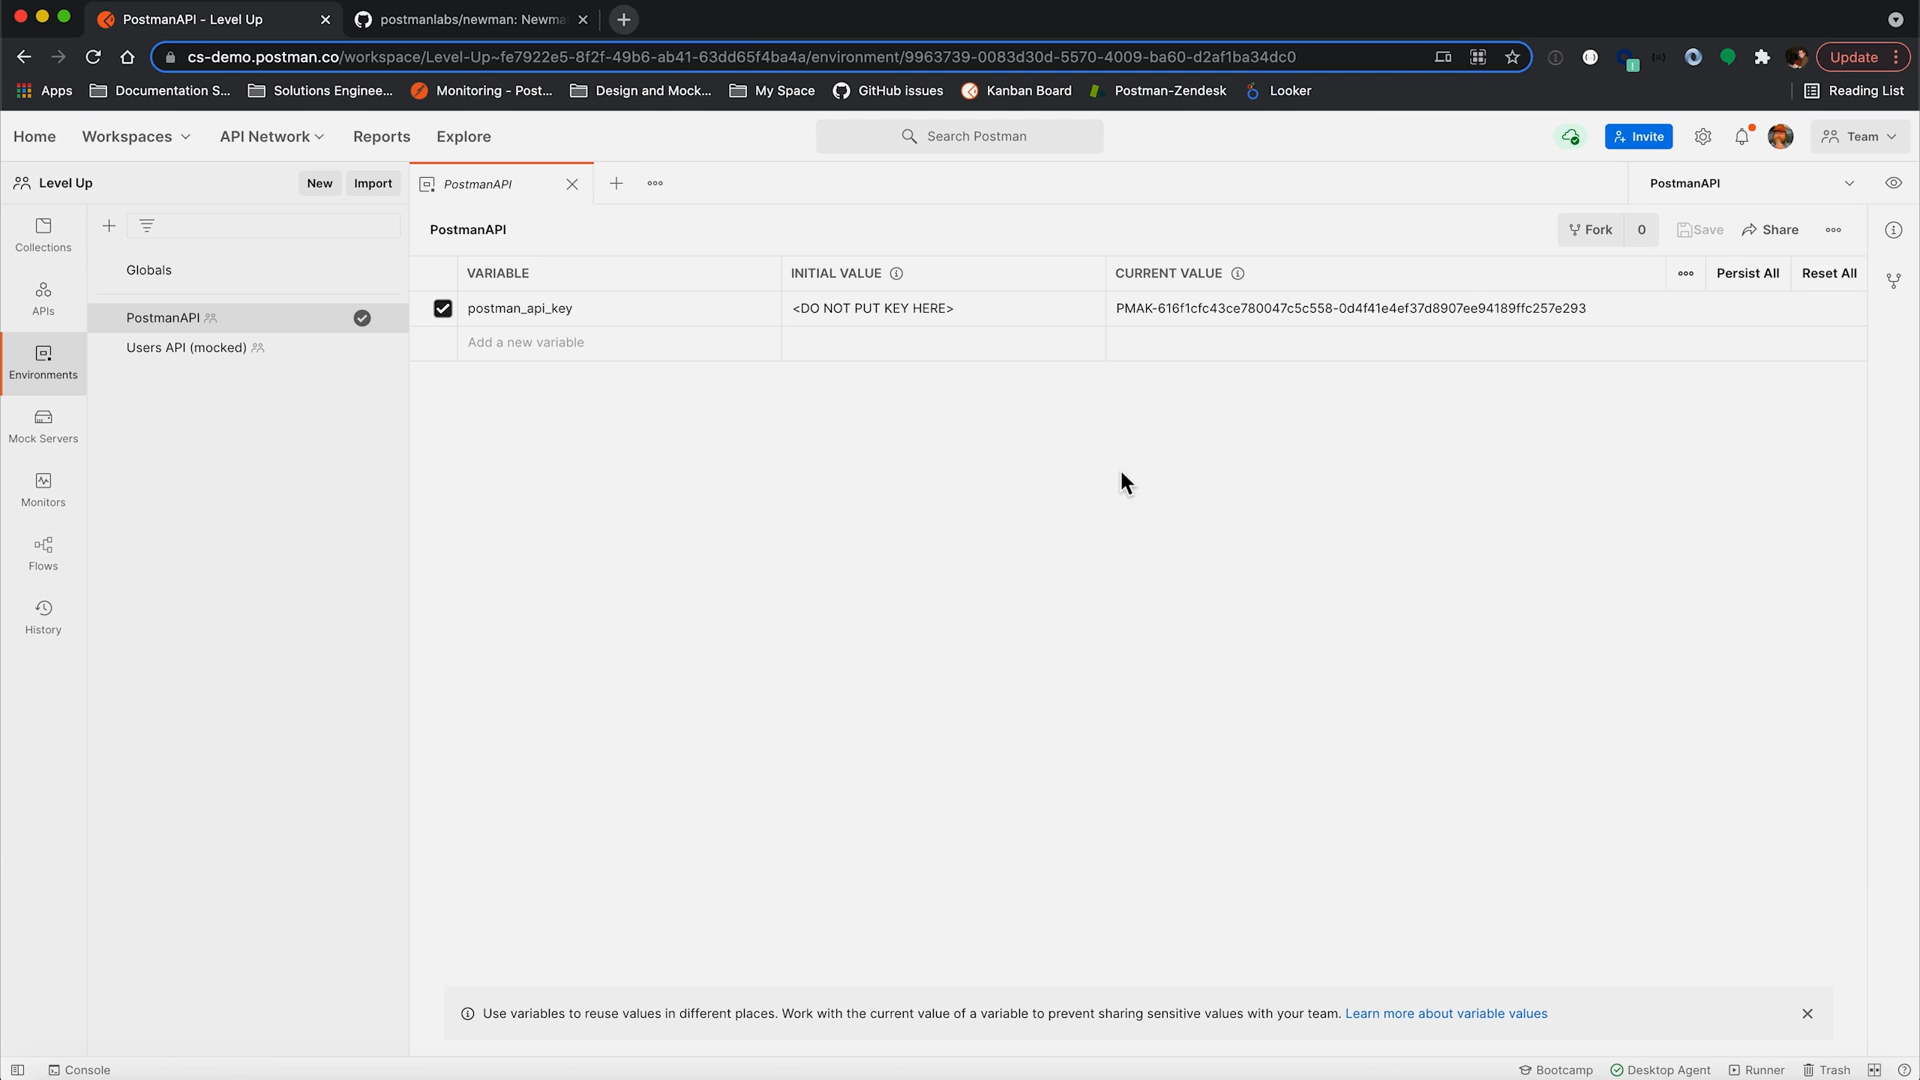 PostmanAPI - Level Up
postmanlabs/newman: Newma
cs-demo.postman.co/workspace/Level-Up~fe7922e5-8f2f-49b6-ab41-63dd65f4ba4a/environment/9963739-0083d30d-5570-4009-ba60-d2af1ba34dc0
Update
Apps
Documentation S...
Solutions Enginee...
Monitoring - Post...
Design and Mock...
My Space
GitHub issues
Kanban Board
Postman-Zendesk
Looker
Reading List
Home
Workspaces
API Network
Reports
Explore
Search Postman
Invite
Team
Level Up
New
Import
PostmanAPI
PostmanAPI
Collections
APIs
Environments
Mock Servers
Monitors
Flows
History
Globals
PostmanAPI
Users API (mocked)
PostmanAPI
Fork
0
Save
Share
VARIABLE
INITIAL VALUE
CURRENT VALUE
Persist All
Reset All
postman_api_key
<DO NOT PUT KEY HERE>
PMAK-616f1cfc43ce780047c5c558-0d4f41e4ef37d8907ee94189ffc257e293
Add a new variable
Use variables to reuse values in different places. Work with the current value of a variable to prevent sharing sensitive values with your team. Learn more about variable values
Console
Bootcamp
Desktop Agent
Runner
Trash